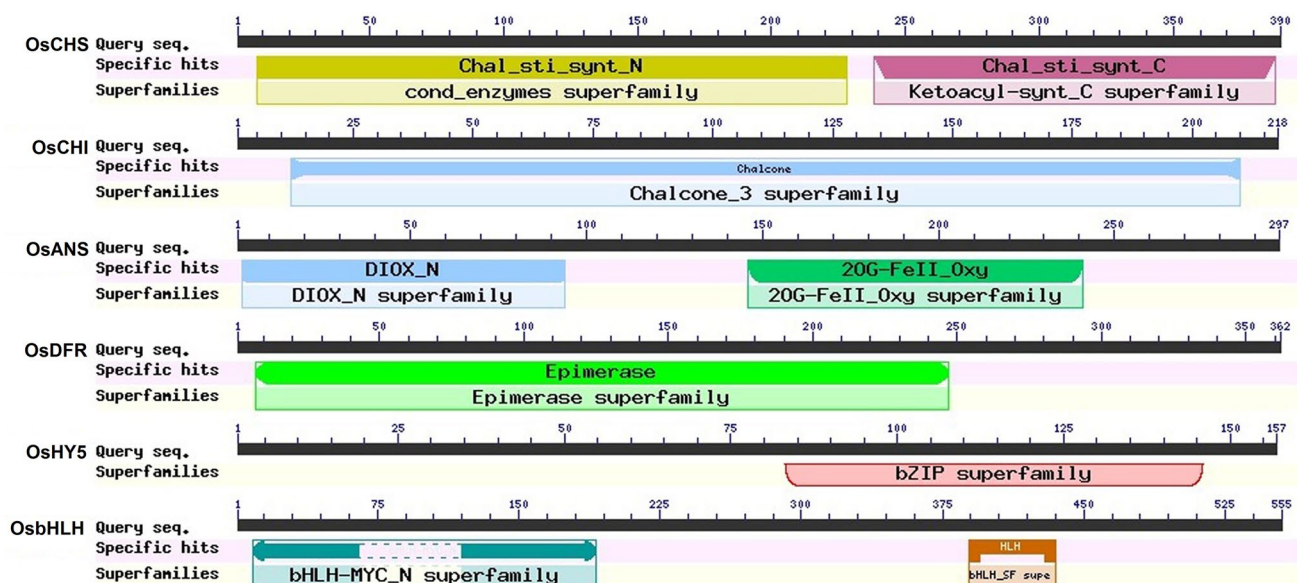 1 50 100 150 200 250 300 350 390
OsCHS Query seq.
Specific hits Chal_sti_synt_N Chal_sti_synt_C
Superfamilies cond_enzymes superfamily Ketoacyl-synt_C superfamily
1 25 50 75 100 125 150 175 200 218
OsCHI Query seq.
Specific hits Chalcone
Superfamilies Chalcone_3 superfamily
1 50 100 150 200 250 297
OsANS Query seq.
Specific hits DIOX_N 2OG-FeII_Oxy
Superfamilies DIOX_N superfamily 2OG-FeII_Oxy superfamily
1 50 100 150 200 250 300 350 362
OsDFR Query seq.
Specific hits Epimerase
Superfamilies Epimerase superfamily
1 25 50 75 100 125 150 157
OsHY5 Query seq.
Superfamilies bZIP superfamily
1 75 150 225 300 375 450 525 555
OsbHLH Query seq.
Specific hits HLH
Superfamilies bHLH-MYC_N superfamily bHLH_SF supe